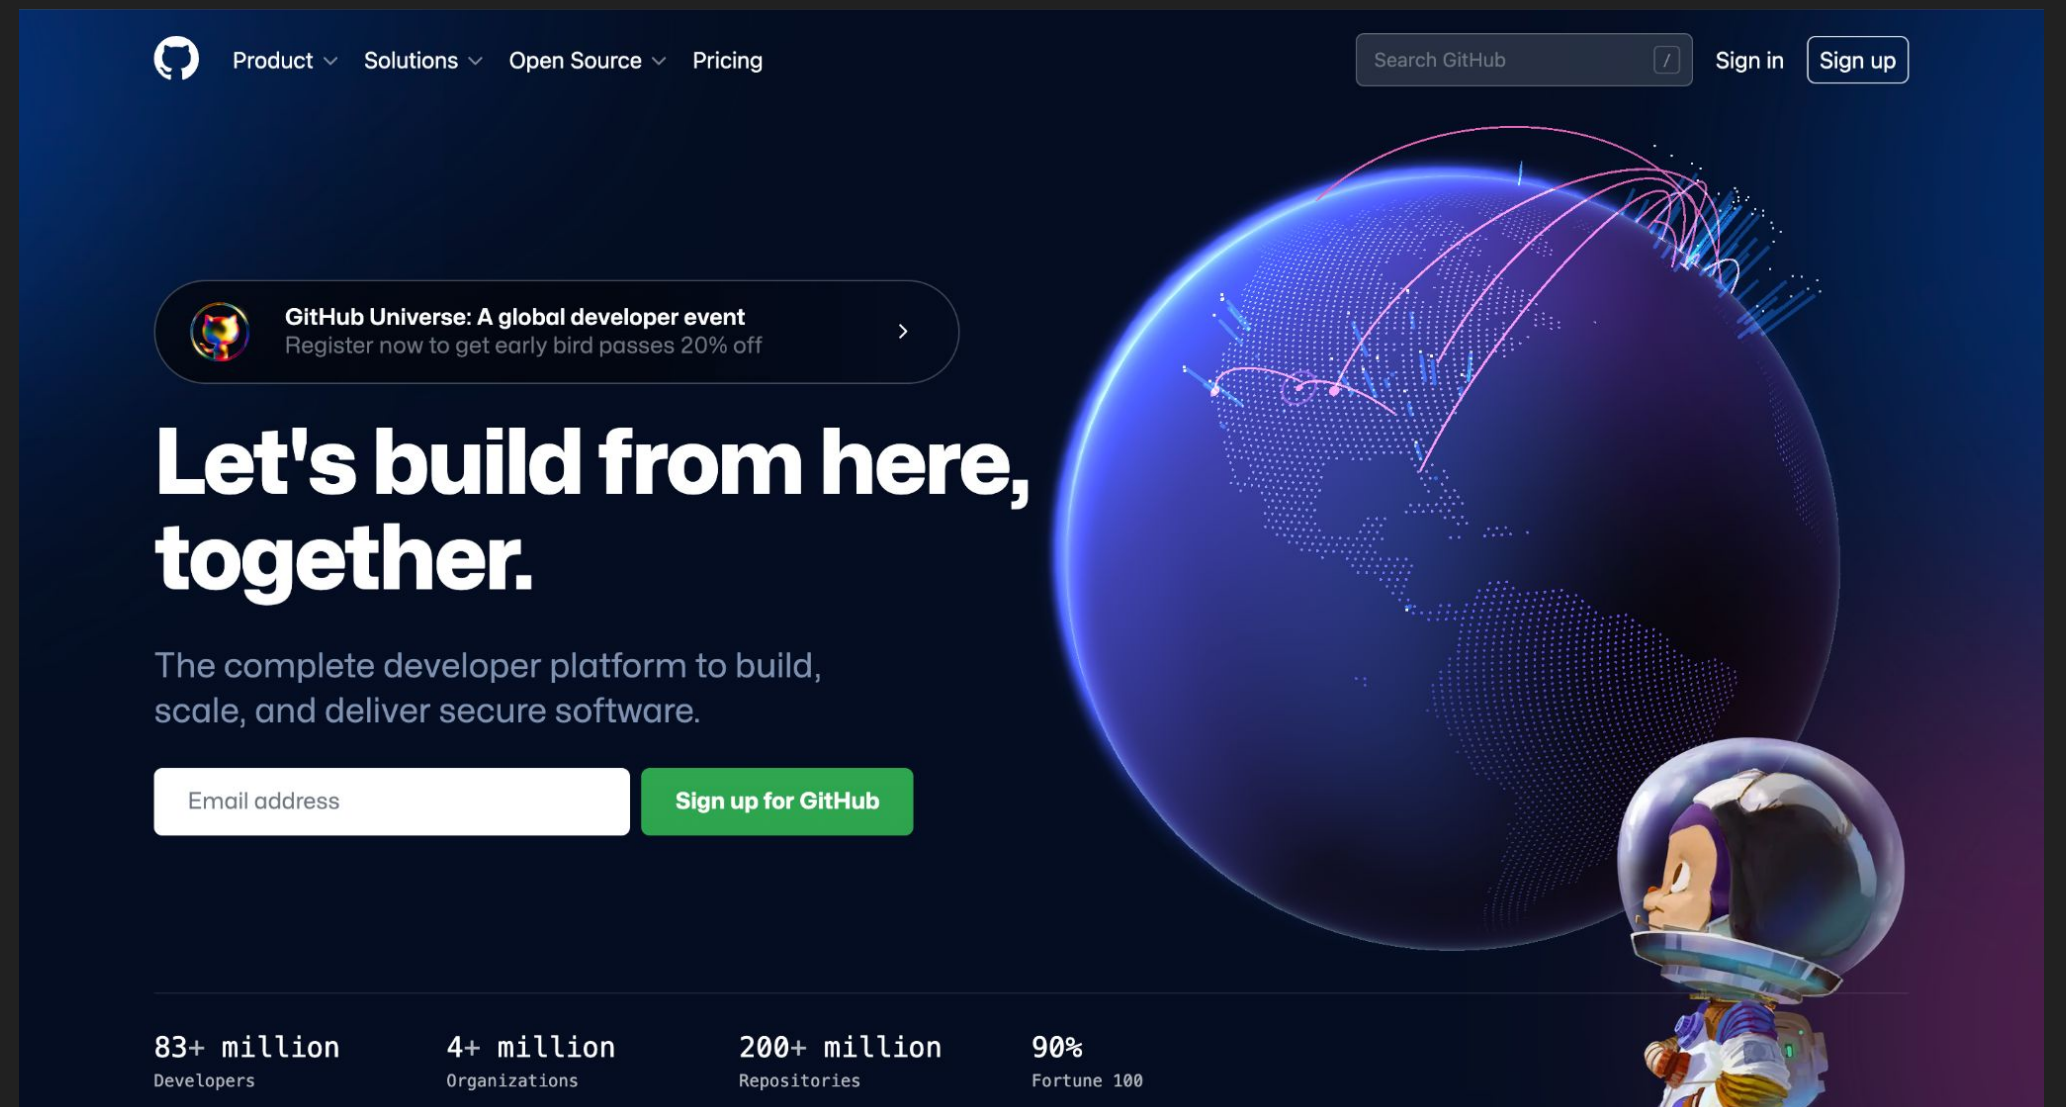 Product
Solutions
Open Source
Pricing
Search GitHub
/
Sign in
Sign up
GitHub Universe: A global developer event
Register now to get early bird passes 20% off
Let's build from here,
together.
The complete developer platform to build,
scale, and deliver secure software.
Email address
Sign up for GitHub
83+ million
Developers
4+ million
Organizations
200+ million
Repositories
90%
Fortune 100